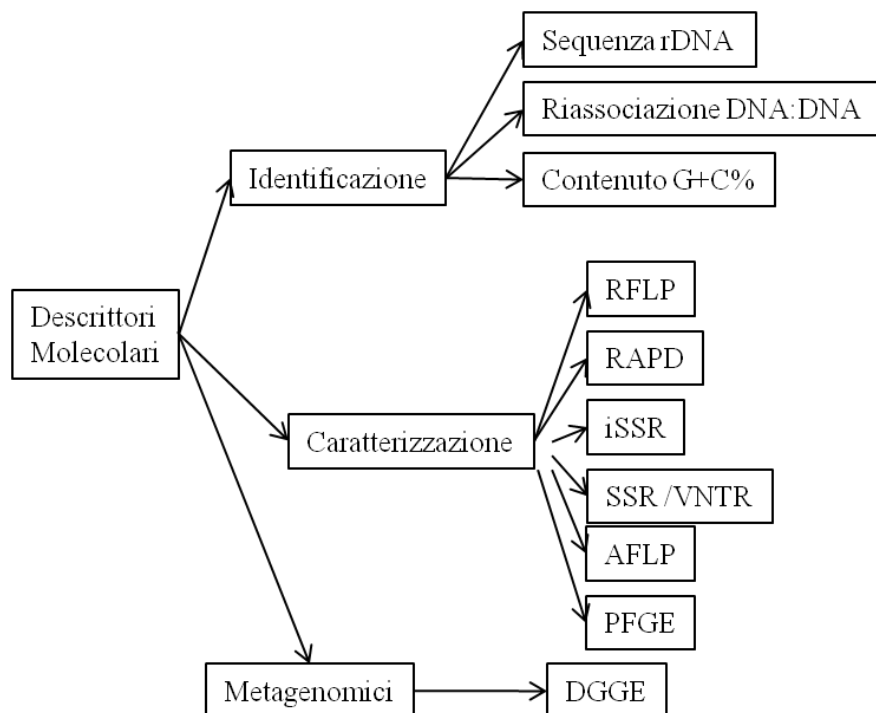 Sequenza rDNA
Riassociazione DNA:DNA
Identificazione
Contenuto G+C%
RFLP
Descrittori
Molecolari
RAPD
iSSR
Caratterizzazione
SSR /VNTR
AFLP
PFGE
Metagenomici
DGGE